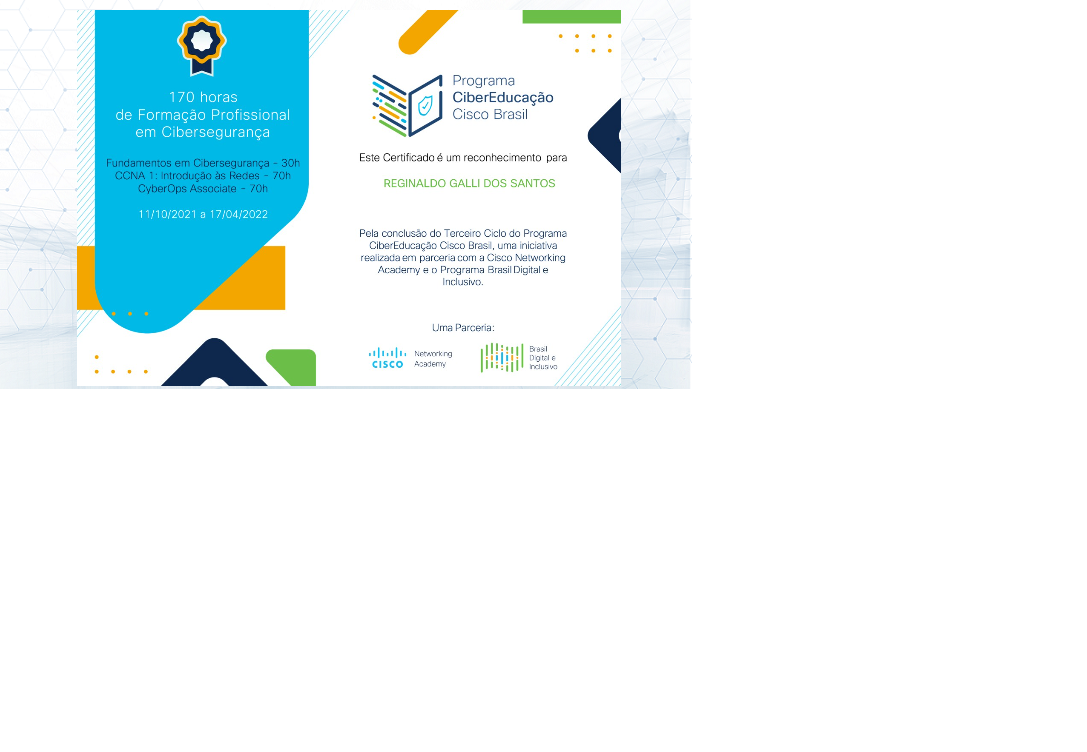 170 horas
de Formação Profissional
em Cibersegurança
Fundamentos em Cibersegurança - 30h
CCNA 1: Introdução às Redes - 70h
CyberOps Associate - 70h
11/10/2021 a 17/04/2022
Programa
CiberEducação
Cisco Brasil
Este Certificado é um reconhecimento para
REGINALDO GALLI DOS SANTOS
Pela conclusão do Terceiro Ciclo do Programa
CiberEducação Cisco Brasil, uma iniciativa
realizada em parceria com a Cisco Networking
Academy e o Programa Brasil Digital e
Inclusivo.
Uma Parceria:
CISCO
Networking
Academy
Brasil
Digital e
Inclusivo